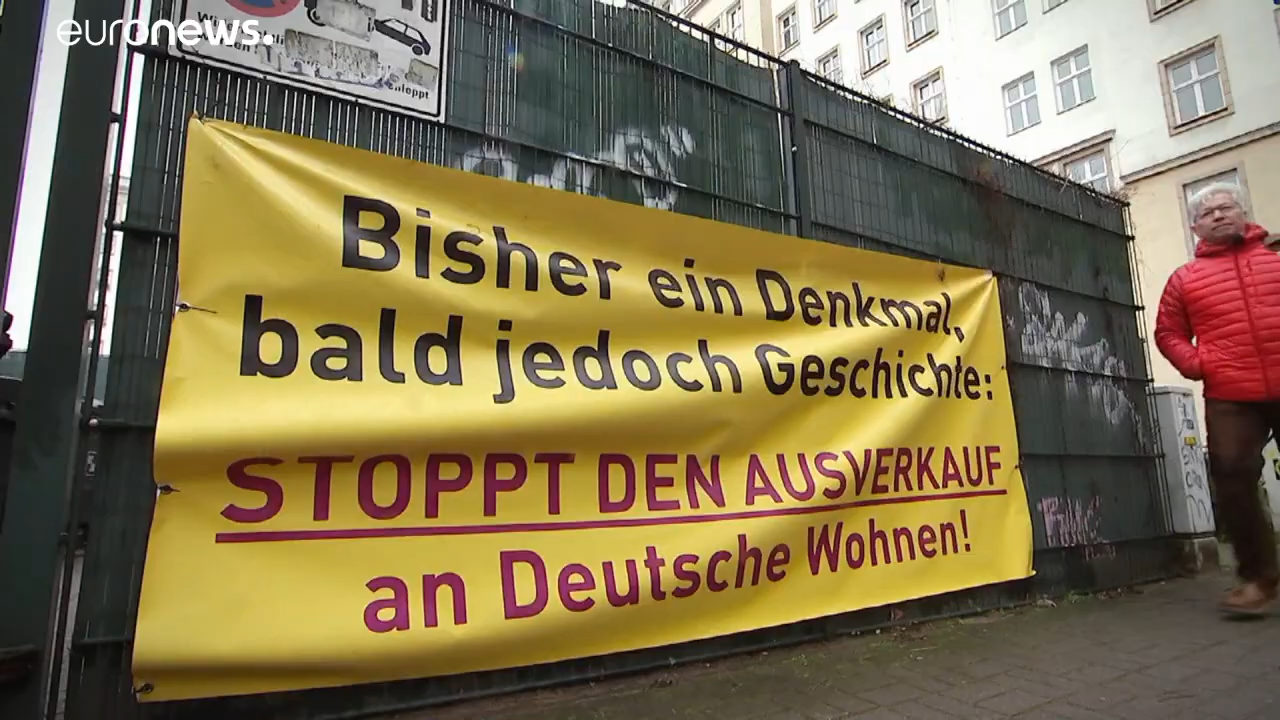 euronews.
Bisher ein Denkmal,
bald jedoch Geschichte:
STOPPT DEN AUSVERKAUF
an Deutsche Wohnen!